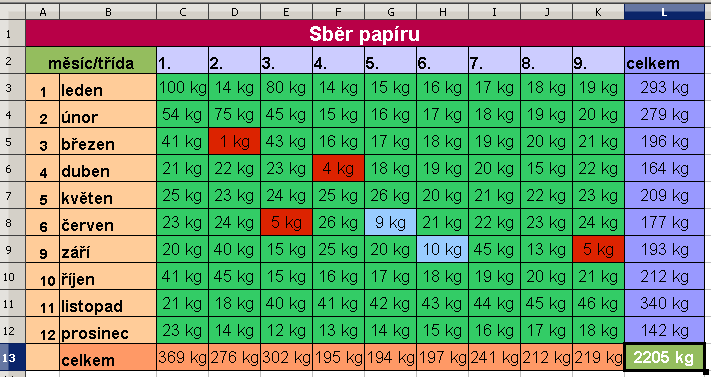 A B C D E F G H I J K L
1 Sběr papíru
2 měsíc/třída 1. 2. 3. 4. 5. 6. 7. 8. 9. celkem
3 1 leden 100 kg 14 kg 80 kg 14 kg 15 kg 16 kg 17 kg 18 kg 19 kg 293 kg
4 2 únor 54 kg 75 kg 45 kg 15 kg 16 kg 17 kg 18 kg 19 kg 20 kg 279 kg
5 3 březen 41 kg 1 kg 43 kg 16 kg 17 kg 18 kg 19 kg 20 kg 21 kg 196 kg
6 4 duben 21 kg 22 kg 23 kg 4 kg 18 kg 19 kg 20 kg 15 kg 22 kg 164 kg
7 5 květen 25 kg 23 kg 24 kg 25 kg 26 kg 20 kg 21 kg 22 kg 23 kg 209 kg
8 6 červen 23 kg 24 kg 5 kg 26 kg 9 kg 21 kg 22 kg 23 kg 24 kg 177 kg
9 9 září 20 kg 40 kg 15 kg 25 kg 20 kg 10 kg 45 kg 13 kg 5 kg 193 kg
10 10 říjen 41 kg 45 kg 15 kg 16 kg 17 kg 18 kg 19 kg 20 kg 21 kg 212 kg
11 11 listopad 21 kg 18 kg 40 kg 41 kg 42 kg 43 kg 44 kg 45 kg 46 kg 340 kg
12 12 prosinec 23 kg 14 kg 12 kg 13 kg 14 kg 15 kg 16 kg 17 kg 18 kg 142 kg
13 celkem 369 kg 276 kg 302 kg 195 kg 194 kg 197 kg 241 kg 212 kg 219 kg 2205 kg